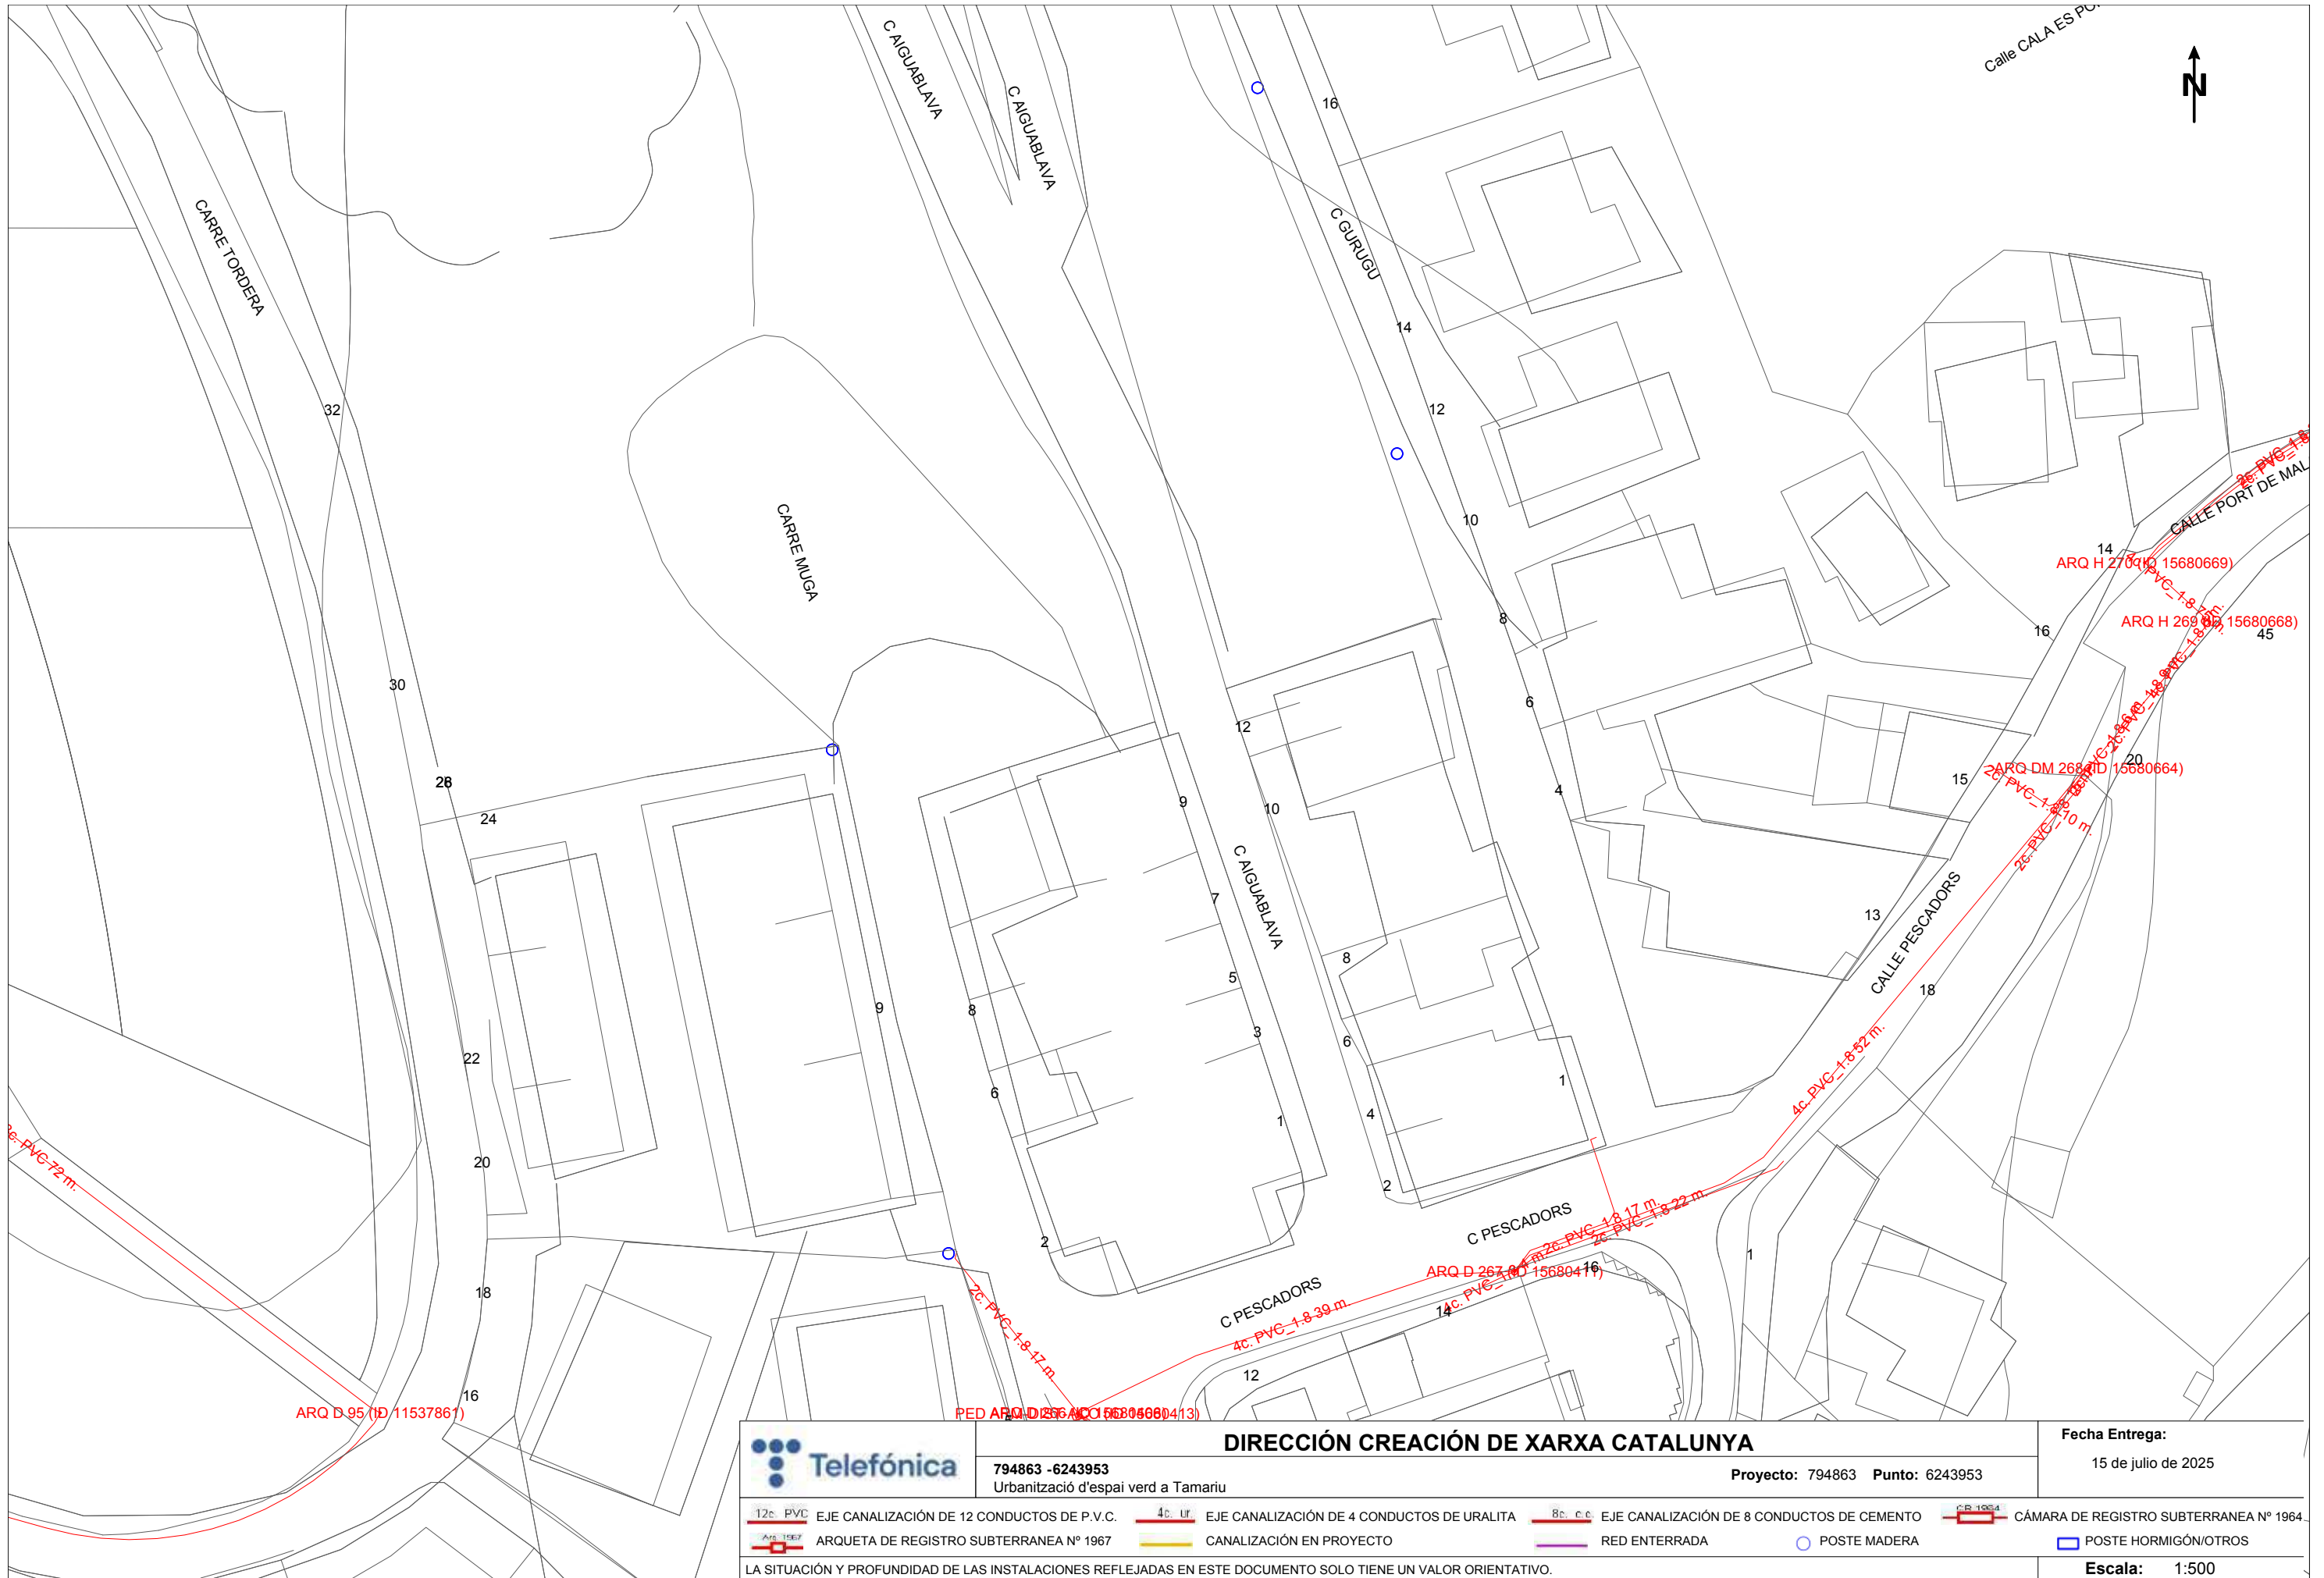 Calle CALA ES
N
C AIGUABLAVA
C AIGUABLAVA
16
CARRE TORDERA
C GURUGU
14
32
12
CARRE MUGA
10
CALLE PORT DE MAL
14
ARQ H 270 (ID 15680669)
8
16
ARQ H 269 (ID 15680668)
45
30
6
12
28
24
ARQ DM 268 (ID 15680664)
20
15
4
9
10
C AIGUABLAVA
7
CALLE PESCADORS
13
8
5
18
9
8
3
6
22
4c. PVC_1.8 52 m.
1
6
4
1
2c. PVC 72 m.
20
2
C PESCADORS
2c. PVC_1.8 17 m.
2c. PVC_1.8 22 m.
2
1
ARQ D 267 (ID 15680411)
16
18
C PESCADORS
14
2c. PVC_1.8 17 m.
4c. PVC_1.8 39 m.
12
16
ARQ D 95 (ID 11537861)
Telefónica
DIRECCIÓN CREACIÓN DE XARXA CATALUNYA
Fecha Entrega:
794863 -6243953
Urbanització d'espai verd a Tamariu
Proyecto: 794863 Punto: 6243953
15 de julio de 2025
12c. PVC EJE CANALIZACIÓN DE 12 CONDUCTOS DE P.V.C.
4c. ur. EJE CANALIZACIÓN DE 4 CONDUCTOS DE URALITA
8c. c.c. EJE CANALIZACIÓN DE 8 CONDUCTOS DE CEMENTO
C.R. 1964 CÁMARA DE REGISTRO SUBTERRANEA Nº 1964
Arq. 1967 ARQUETA DE REGISTRO SUBTERRANEA Nº 1967
CANALIZACIÓN EN PROYECTO
RED ENTERRADA
POSTE MADERA
POSTE HORMIGÓN/OTROS
LA SITUACIÓN Y PROFUNDIDAD DE LAS INSTALACIONES REFLEJADAS EN ESTE DOCUMENTO SOLO TIENE UN VALOR ORIENTATIVO.
Escala: 1:500